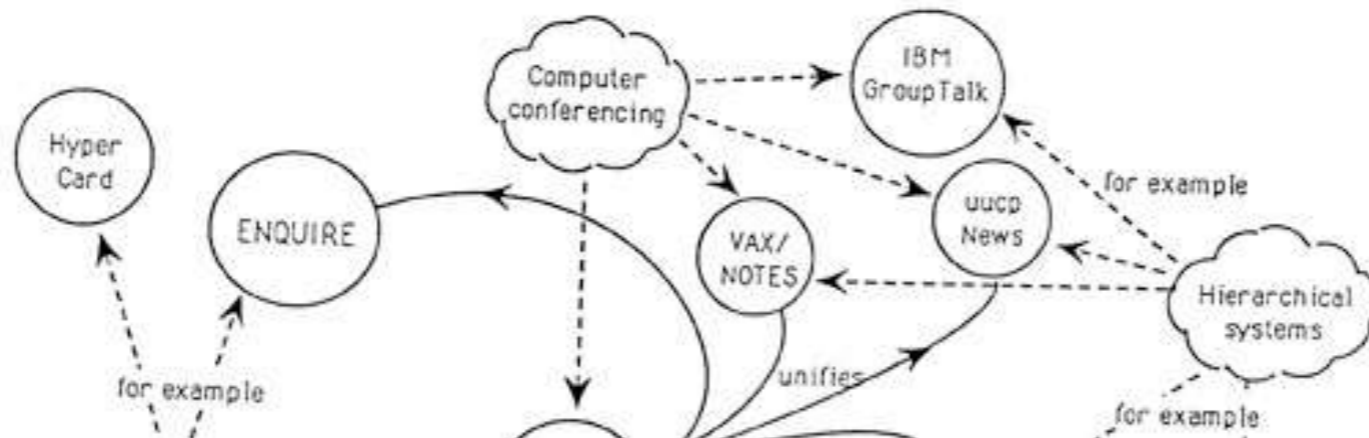 IBM
GroupTalk
Computer
conferencing
Hyper
Card
for example
uucp
News
ENQUIRE
VAX/
NOTES
Hierarchical
systems
unifies
for example
for example